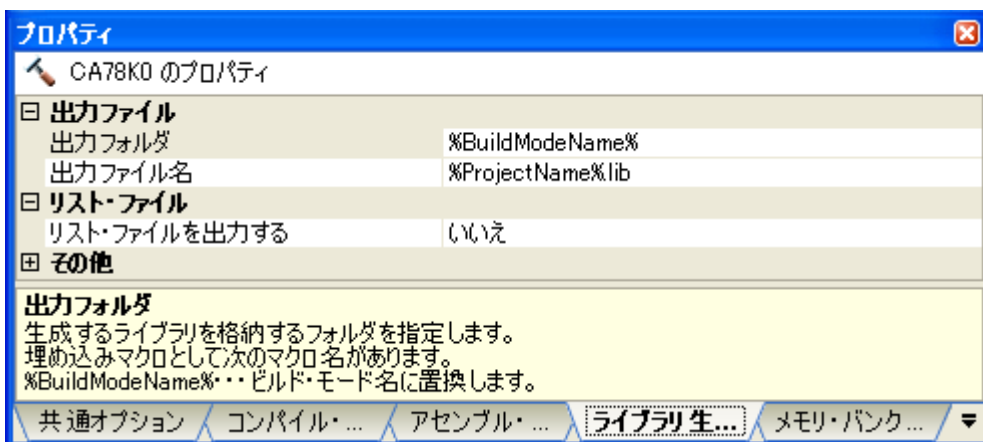 プロパティ
CA78K0 のプロパティ
出力ファイル
出力フォルダ %BuildModeName%
出力ファイル名 %ProjectName%.lib
リスト・ファイル
リスト・ファイルを出力する いいえ
その他
出力フォルダ
生成するライブラリを格納するフォルダを指定します。
埋め込みマクロとして次のマクロ名があります。
%BuildModeName%・・・ビルド・モード名に置換します。
共通オプション コンパイル・... アセンブル・... ライブラリ生... メモリ・バンク...